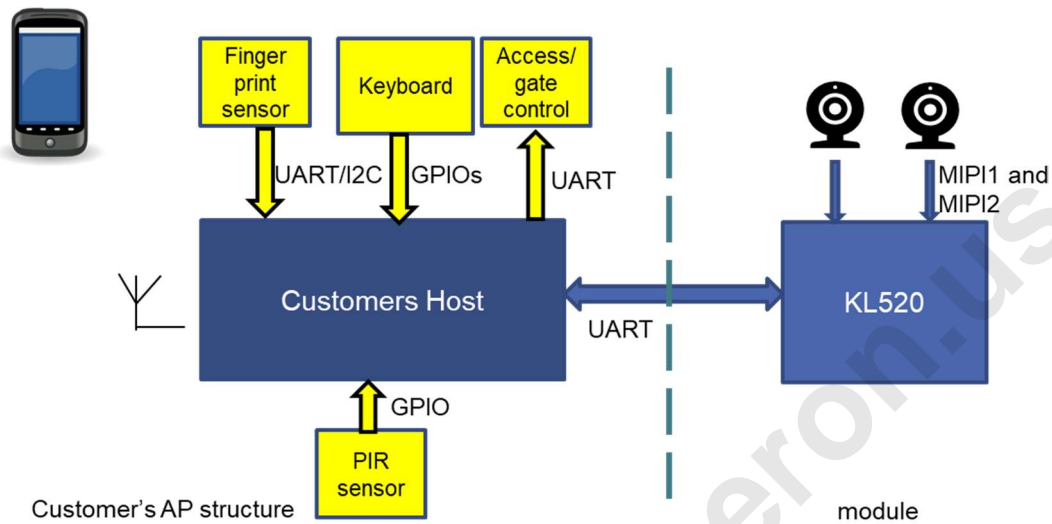 Finger
print
sensor
Keyboard
Access/
gate
control
UART/I2C
GPIOs
UART
MIPI1 and
MIPI2
Customers Host
KL520
UART
GPIO
PIR
sensor
Customer's AP structure
module